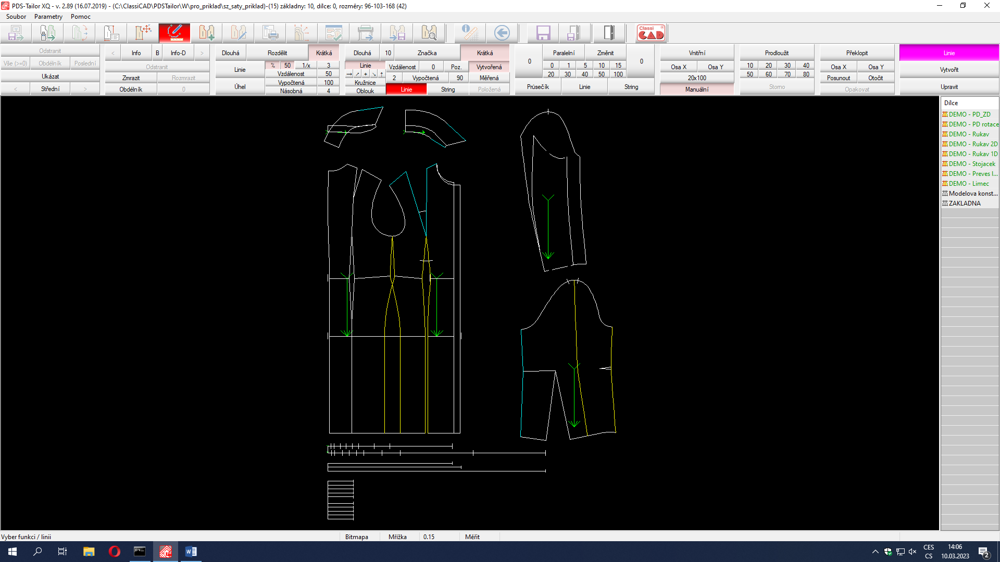 PDS-Tailor XQ - v. 2.89 (16.07.2019) - (C:\ClassiCAD\PDSTailor\W\pro_priklad\sz_saty_priklad)-(15) základny: 10, dílce: 0, rozměry: 96-103-168 (42)
Soubor Parametry Pomoc
Classi CAD
Odstranit
Vše (>=0) Obdélník Poslední
Ukázat
< Střední >
< Info B Info-D >
Odstranit
Zmrazit Rozmrazit
Obdélník 0
Dlouhá Rozdělit Krátká
Linie % 50 1/x 3
Vzdálenost 50
Úhel Vypočtená 100
Násobná 4
Dlouhá 10 Značka Krátká
Linie Vzdálenost 0 Poz. Vytvořená
→ ↗ + ↘ ↑ 2 Vypočtená 90 Měřená
Kružnice
Oblouk Linie String Položená
0 Paralelní Změnit 0
0 1 5 10 15
20 30 40 50 100
Průsečík Linie String
Vnitřní
Osa X Osa Y
20x100
Manuální
Prodloužit
10 20 30 40
50 60 70 80
Storno
Překlopit
Osa X Osa Y
Posunout Otočit
Opakovat
Linie
Vytvořit
Upravit
Dílce
DEMO - PD_ZD
DEMO - PD rotace
DEMO - Rukav
DEMO - Rukav 2D
DEMO - Rukav 1D
DEMO - Stojacek
DEMO - Preves l...
DEMO - Limec
Modelova konst...
ZAKLADNA
Vyber funkci / linii Bitmapa Mřížka 0.15 Měřit
CES
CS
14:06
10.03.2023
2